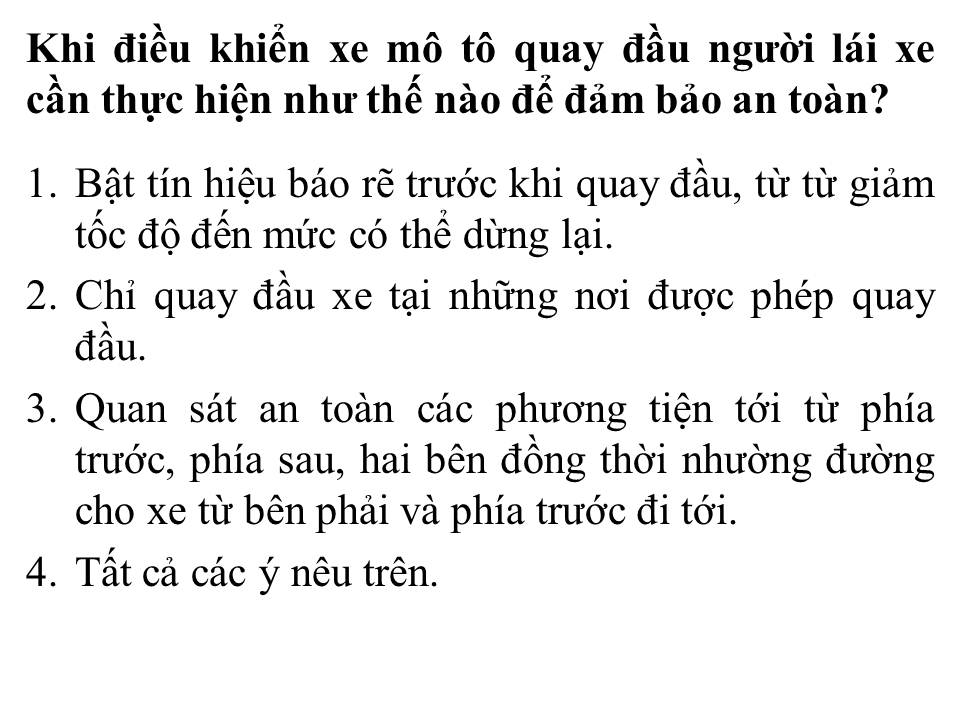 Khi điều khiển xe mô tô quay đầu người lái xe
cần thực hiện như thế nào để đảm bảo an toàn?
1. Bật tín hiệu báo rẽ trước khi quay đầu, từ từ giảm
tốc độ đến mức có thể dừng lại.
2. Chỉ quay đầu xe tại những nơi được phép quay
đầu.
3. Quan sát an toàn các phương tiện tới từ phía
trước, phía sau, hai bên đồng thời nhường đường
cho xe từ bên phải và phía trước đi tới.
4. Tất cả các ý nêu trên.